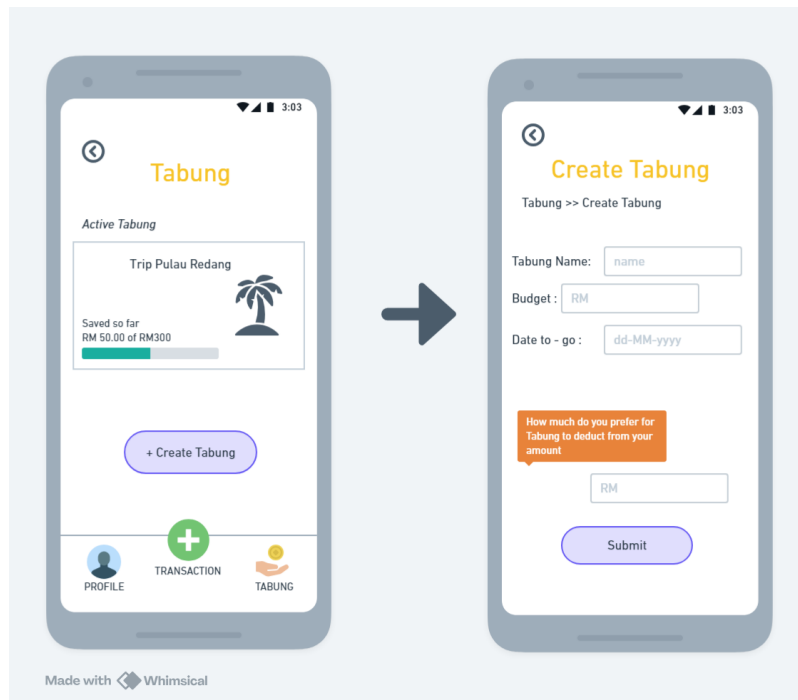 3:03
Tabung
Active Tabung
Trip Pulau Redang
Saved so far
RM 50.00 of RM300
+ Create Tabung
PROFILE
TRANSACTION
TABUNG
3:03
Create Tabung
Tabung >> Create Tabung
Tabung Name: name
Budget : RM
Date to - go : dd-MM-yyyy
How much do you prefer for
Tabung to deduct from your
amount
RM
Submit
Made with Whimsical